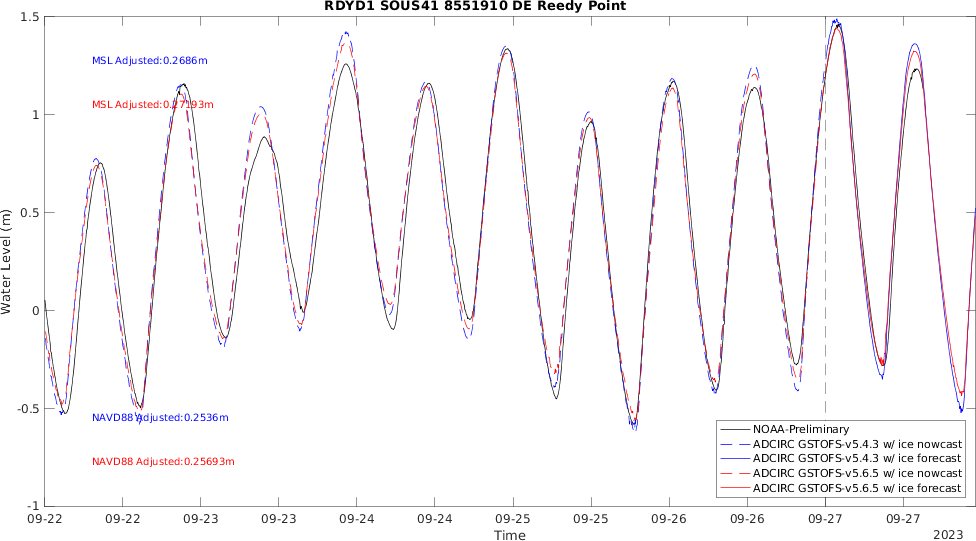 RDYD1 SOUS41 8551910 DE Reedy Point
1.5
1
0.5
0
-0.5
-1
Water Level (m)
MSL Adjusted:0.2686m
MSL Adjusted:0.27193m
NAVD88 Adjusted:0.2536m
NAVD88 Adjusted:0.25693m
NOAA-Preliminary
ADCIRC GSTOFS-v5.4.3 w/ ice nowcast
ADCIRC GSTOFS-v5.4.3 w/ ice forecast
ADCIRC GSTOFS-v5.6.5 w/ ice nowcast
ADCIRC GSTOFS-v5.6.5 w/ ice forecast
09-22 09-22 09-23 09-23 09-24 09-24 09-25 09-25 09-26 09-26 09-27 09-27
Time
2023